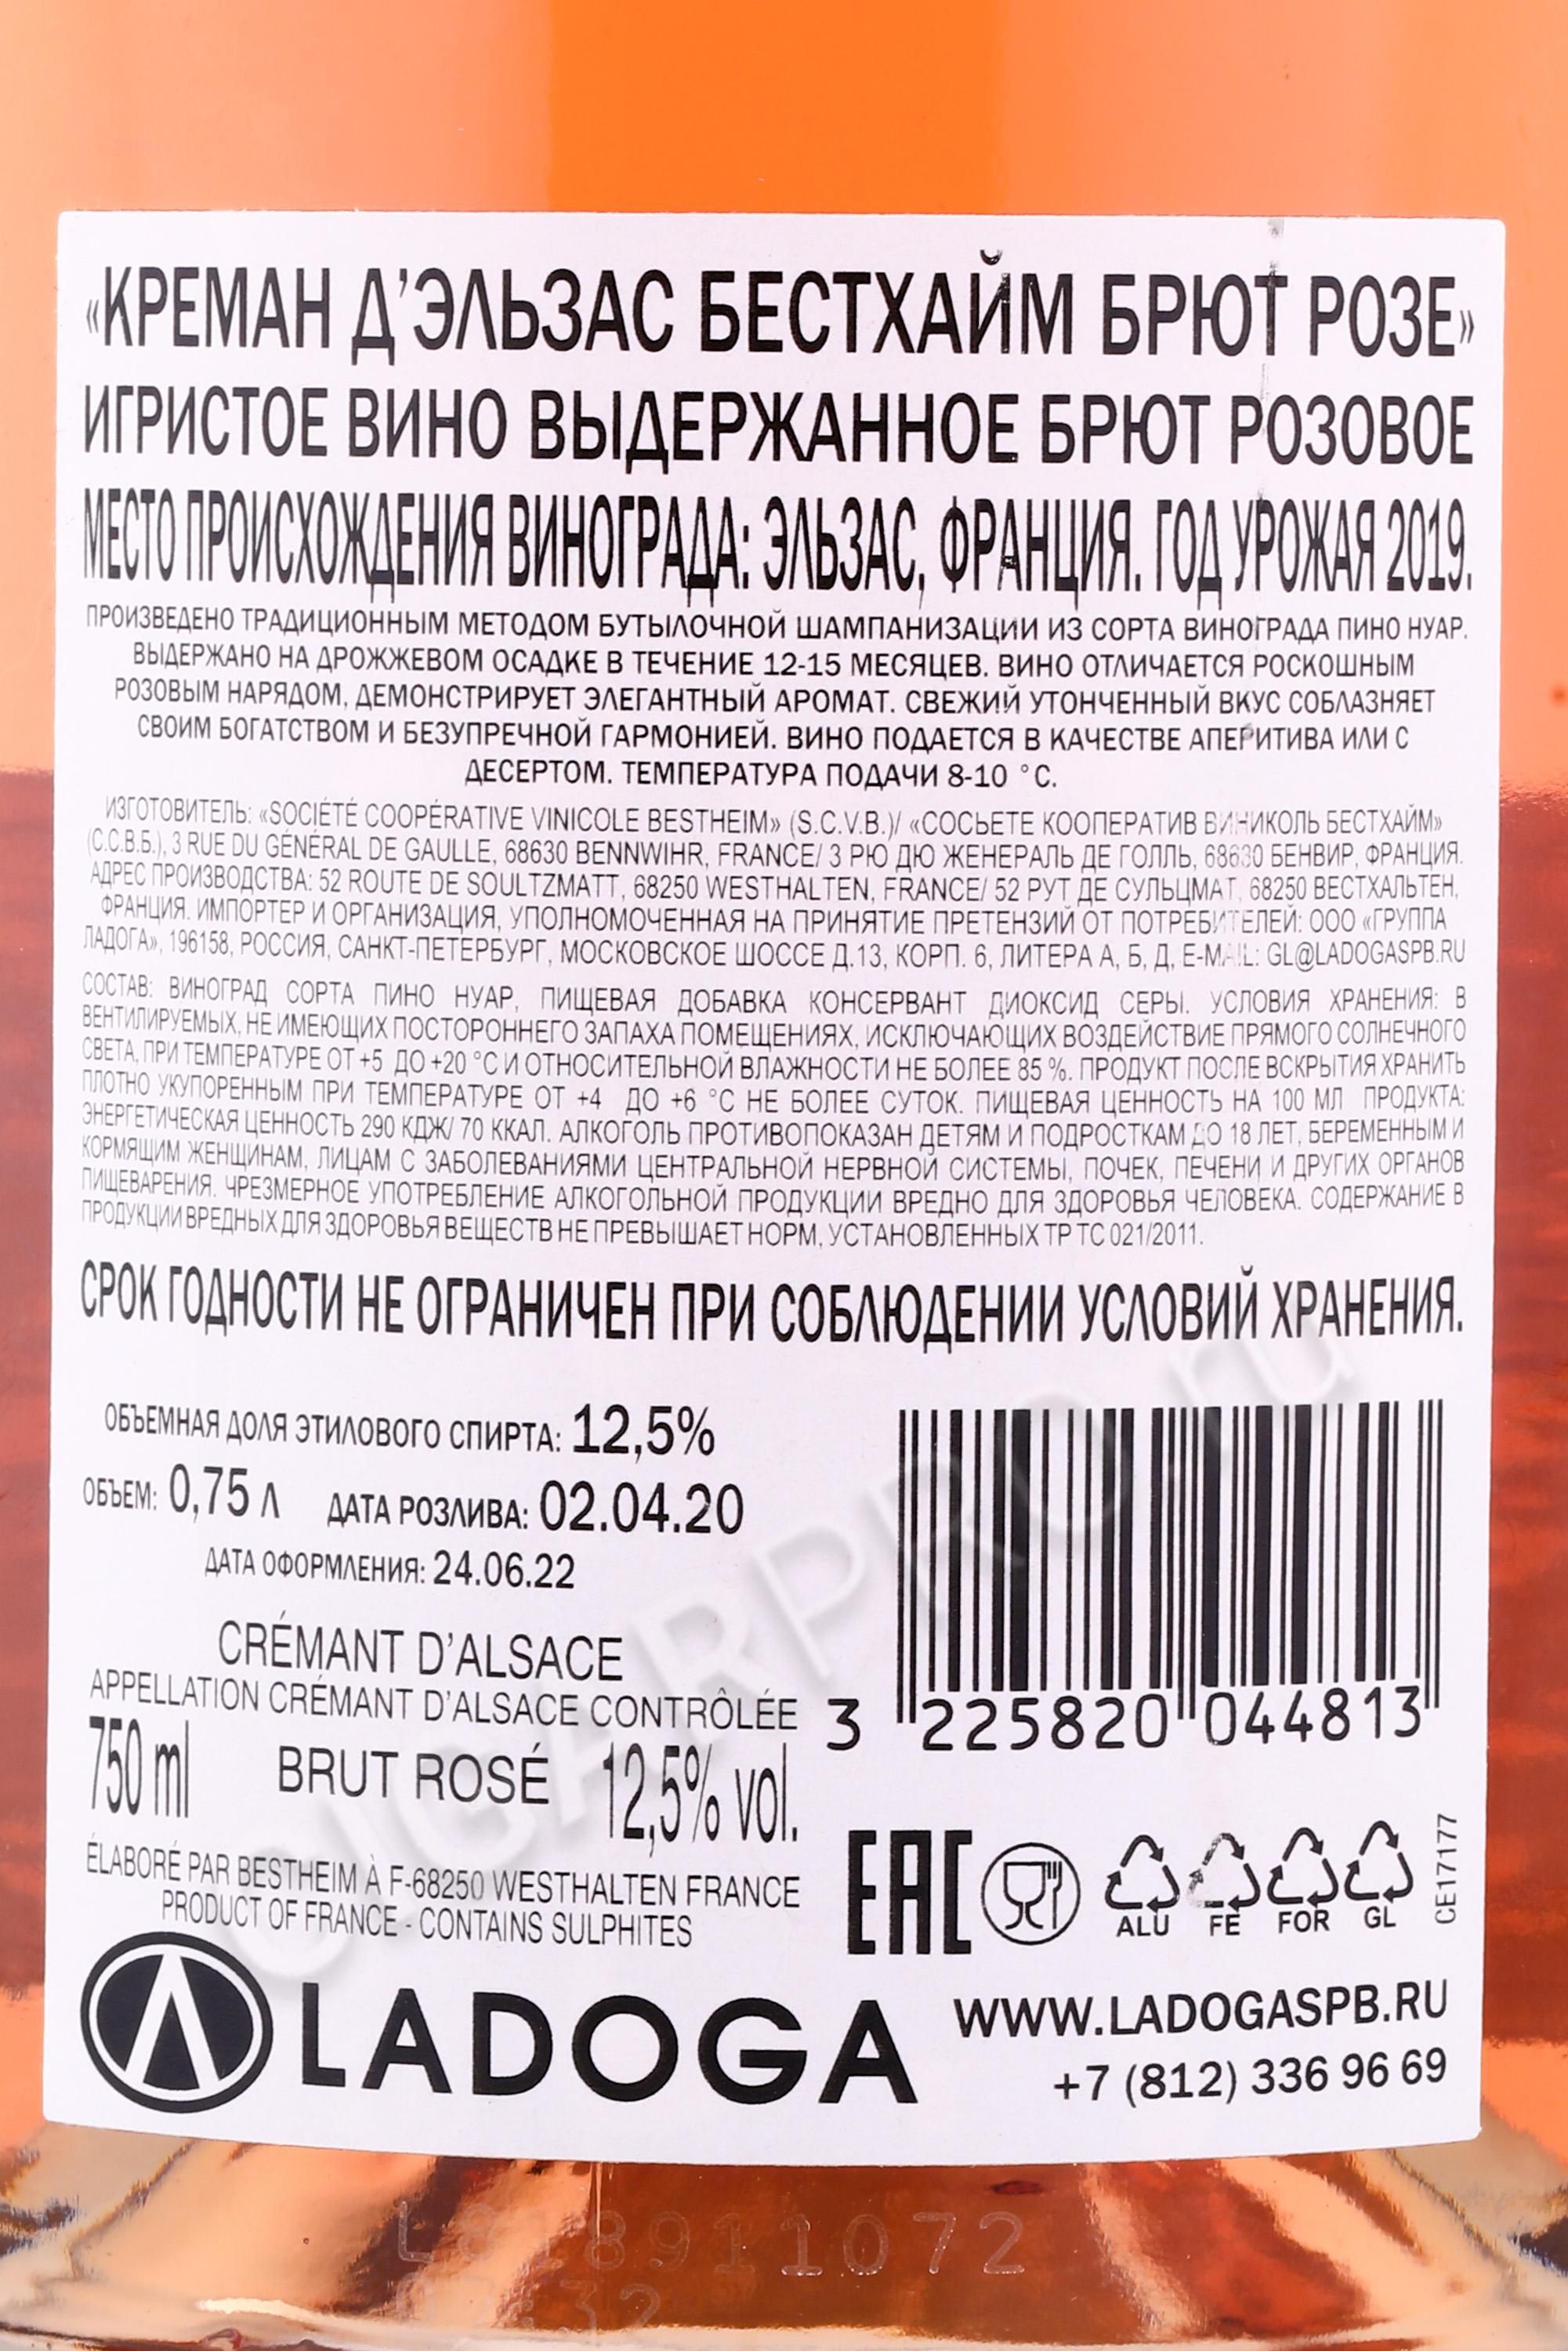 «КРЕМАН Д'ЭЛЬЗАС БЕСТХАЙМ БРЮТ РОЗЕ»
ИГРИСТОЕ ВИНО ВЫДЕРЖАННОЕ БРЮТ РОЗОВОЕ
МЕСТО ПРОИСХОЖДЕНИЯ ВИНОГРАДА: ЭЛЬЗАС, ФРАНЦИЯ. ГОД УРОЖАЯ 2019.
ПРОИЗВЕДЕНО ТРАДИЦИОННЫМ МЕТОДОМ БУТЫЛОЧНОЙ ШАМПАНИЗАЦИИ ИЗ СОРТА ВИНОГРАДА ПИНО НУАР.
ВЫДЕРЖАНО НА ДРОЖЖЕВОМ ОСАДКЕ В ТЕЧЕНИЕ 12-15 МЕСЯЦЕВ. ВИНО ОТЛИЧАЕТСЯ РОСКОШНЫМ
РОЗОВЫМ НАРЯДОМ, ДЕМОНСТРИРУЕТ ЭЛЕГАНТНЫЙ АРОМАТ. СВЕЖИЙ УТОНЧЕННЫЙ ВКУС СОБЛАЗНЯЕТ
СВОИМ БОГАТСТВОМ И БЕЗУПРЕЧНОЙ ГАРМОНИЕЙ. ВИНО ПОДАЕТСЯ В КАЧЕСТВЕ АПЕРИТИВА ИЛИ С
ДЕСЕРТОМ. ТЕМПЕРАТУРА ПОДАЧИ 8-10 °С.
ИЗГОТОВИТЕЛЬ: «SOCIÉTÉ COOPÉRATIVE VINICOLE BESTHEIM» (S.C.V.B.)/ «СОСЬЕТЕ КООПЕРАТИВ ВИНИКОЛЬ БЕСТХАЙМ»
(С.С.В.Б.), 3 RUE DU GÉNÉRAL DE GAULLE, 68630 BENNWIHR, FRANCE/ 3 РЮ ДЮ ЖЕНЕРАЛЬ ДЕ ГОЛЛЬ, 68630 БЕНВИР, ФРАНЦИЯ.
АДРЕС ПРОИЗВОДСТВА: 52 ROUTE DE SOULTZMATT, 68250 WESTHALTEN, FRANCE/ 52 РУТ ДЕ СУЛЬЦМАТ, 68250 ВЕСТХАЛЬТЕН,
ФРАНЦИЯ. ИМПОРТЕР И ОРГАНИЗАЦИЯ, УПОЛНОМОЧЕННАЯ НА ПРИНЯТИЕ ПРЕТЕНЗИЙ ОТ ПОТРЕБИТЕЛЕЙ: ООО «ГРУППА
ЛАДОГА», 196158, РОССИЯ, САНКТ-ПЕТЕРБУРГ, МОСКОВСКОЕ ШОССЕ Д.13, КОРП. 6, ЛИТЕРА А, Б, Д, E-MAIL: GL@LADOGASPB.RU
СОСТАВ: ВИНОГРАД СОРТА ПИНО НУАР, ПИЩЕВАЯ ДОБАВКА КОНСЕРВАНТ ДИОКСИД СЕРЫ. УСЛОВИЯ ХРАНЕНИЯ: В
ВЕНТИЛИРУЕМЫХ, НЕ ИМЕЮЩИХ ПОСТОРОННЕГО ЗАПАХА ПОМЕЩЕНИЯХ, ИСКЛЮЧАЮЩИХ ВОЗДЕЙСТВИЕ ПРЯМОГО СОЛНЕЧНОГО
СВЕТА, ПРИ ТЕМПЕРАТУРЕ ОТ +5 ДО +20 °С И ОТНОСИТЕЛЬНОЙ ВЛАЖНОСТИ НЕ БОЛЕЕ 85 %. ПРОДУКТ ПОСЛЕ ВСКРЫТИЯ ХРАНИТЬ
ПЛОТНО УКУПОРЕННЫМ ПРИ ТЕМПЕРАТУРЕ ОТ +4 ДО +6 °С НЕ БОЛЕЕ СУТОК. ПИЩЕВАЯ ЦЕННОСТЬ НА 100 МЛ ПРОДУКТА:
ЭНЕРГЕТИЧЕСКАЯ ЦЕННОСТЬ 290 КДЖ/ 70 ККАЛ. АЛКОГОЛЬ ПРОТИВОПОКАЗАН ДЕТЯМ И ПОДРОСТКАМ ДО 18 ЛЕТ, БЕРЕМЕННЫМ И
КОРМЯЩИМ ЖЕНЩИНАМ, ЛИЦАМ С ЗАБОЛЕВАНИЯМИ ЦЕНТРАЛЬНОЙ НЕРВНОЙ СИСТЕМЫ, ПОЧЕК, ПЕЧЕНИ И ДРУГИХ ОРГАНОВ
ПИЩЕВАРЕНИЯ. ЧРЕЗМЕРНОЕ УПОТРЕБЛЕНИЕ АЛКОГОЛЬНОЙ ПРОДУКЦИИ ВРЕДНО ДЛЯ ЗДОРОВЬЯ ЧЕЛОВЕКА. СОДЕРЖАНИЕ В
ПРОДУКЦИИ ВРЕДНЫХ ДЛЯ ЗДОРОВЬЯ ВЕЩЕСТВ НЕ ПРЕВЫШАЕТ НОРМ, УСТАНОВЛЕННЫХ ТР ТС 021/2011.
СРОК ГОДНОСТИ НЕ ОГРАНИЧЕН ПРИ СОБЛЮДЕНИИ УСЛОВИЙ ХРАНЕНИЯ.
ОБЪЕМНАЯ ДОЛЯ ЭТИЛОВОГО СПИРТА: 12,5%
ОБЪЕМ: 0,75 Л ДАТА РОЗЛИВА: 02.04.20
ДАТА ОФОРМЛЕНИЯ: 24.06.22
CRÉMANT D'ALSACE
APPELLATION CRÉMANT D'ALSACE CONTRÔLÉE
750 ml BRUT ROSÉ 12,5% vol.
ÉLABORÉ PAR BESTHEIM À F-68250 WESTHALTEN FRANCE
PRODUCT OF FRANCE - CONTAINS SULPHITES
3 225820 044813
EAC
ALU FE FOR GL
CE17177
LADOGA
WWW.LADOGASPB.RU
+7 (812) 336 96 69
CIGARPRO.ru